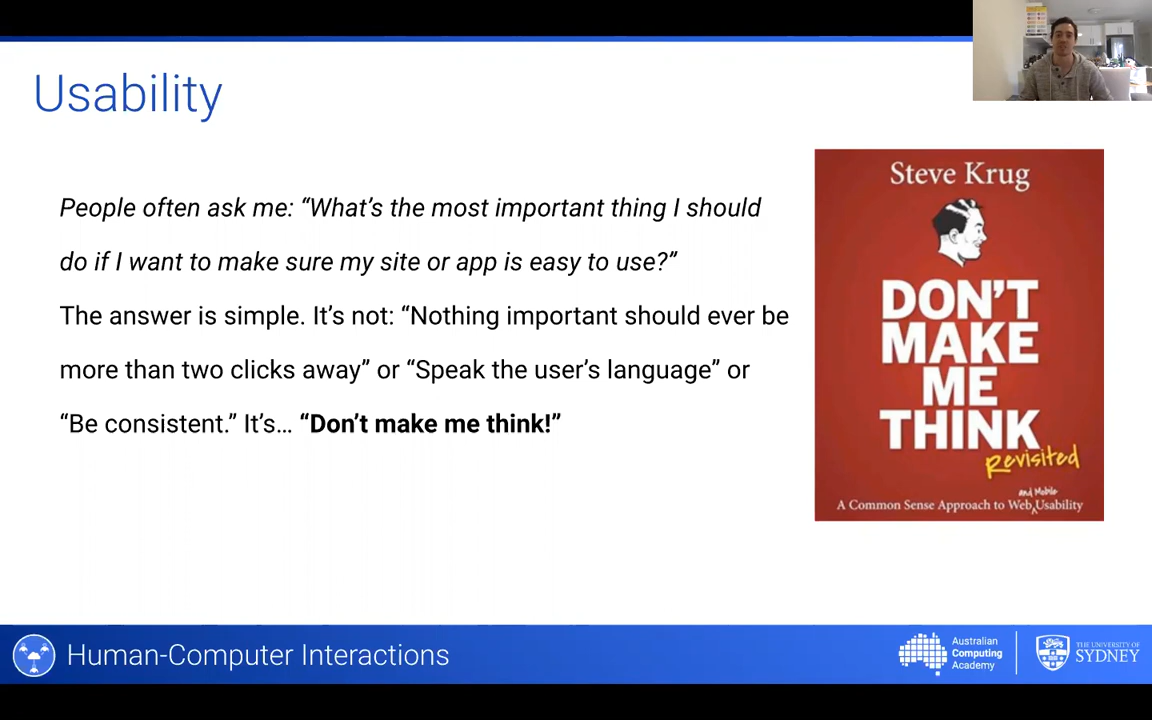 Usability
People often ask me: “What’s the most important thing I should
do if I want to make sure my site or app is easy to use?”
The answer is simple. It’s not: “Nothing important should ever be
more than two clicks away” or “Speak the user’s language” or
“Be consistent.” It’s... “Don’t make me think!”
Steve Krug
DON’T
MAKE
ME
THINK
Revisited
and Mobile
A Common Sense Approach to Web Usability
Human-Computer Interactions
Australian
Computing
Academy
THE UNIVERSITY OF
SYDNEY